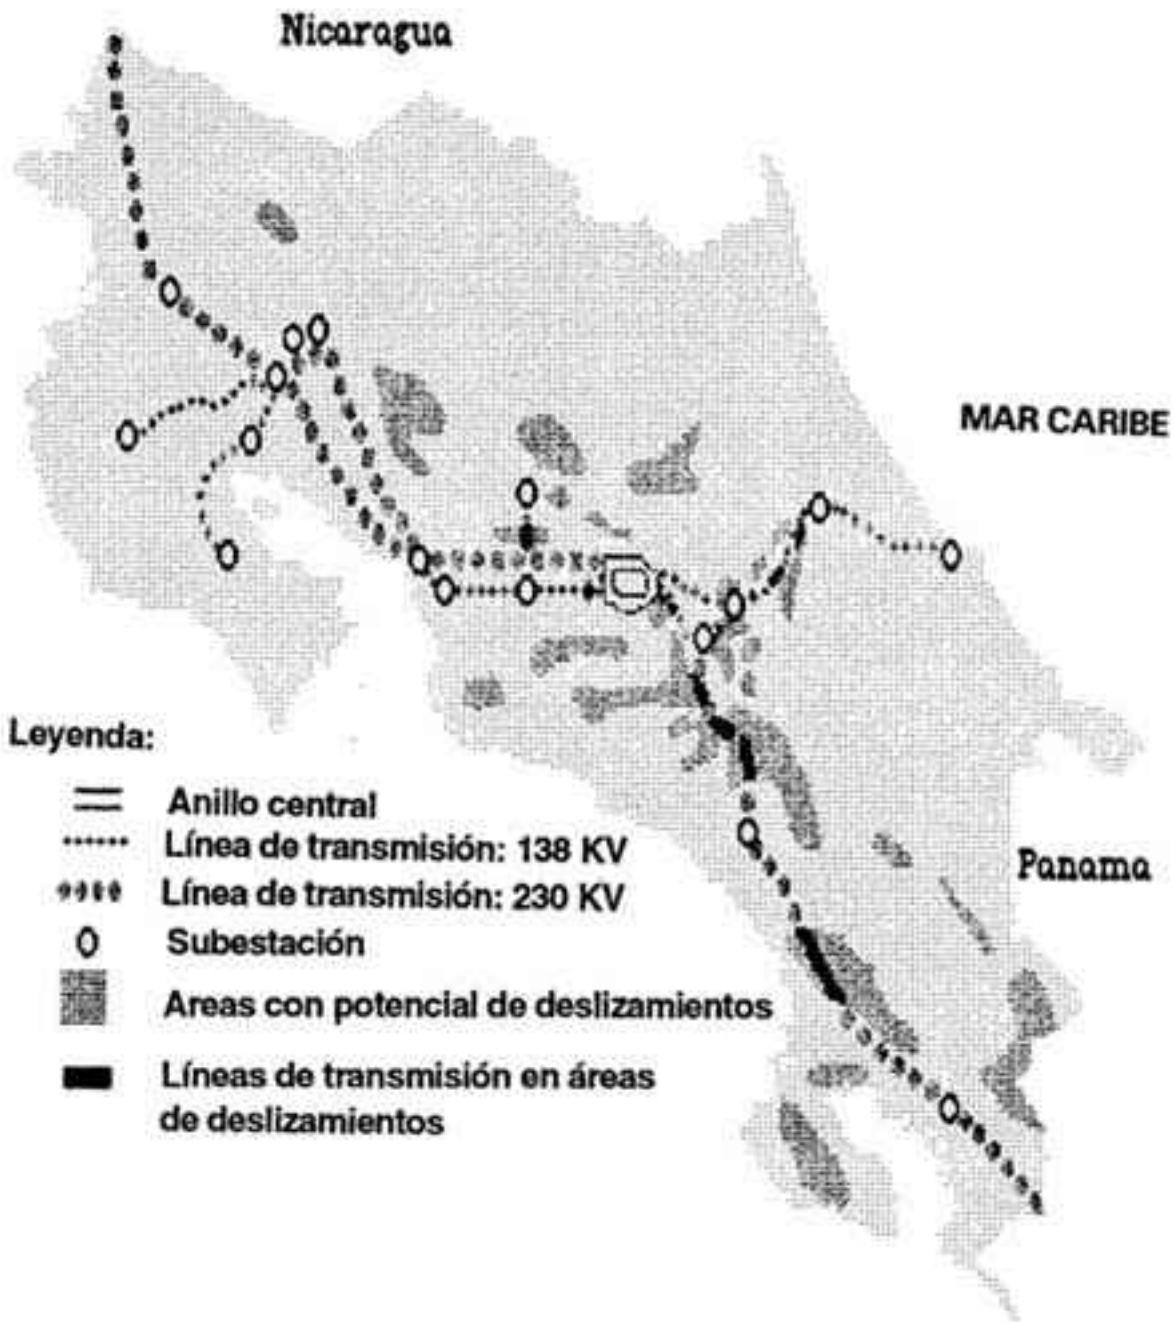 Nicaragua
MAR CARIBE
Leyenda:
Anillo central
Línea de transmisión: 138 KV
Línea de transmisión: 230 KV
Subestación
Areas con potencial de deslizamientos
Líneas de transmisión en áreas
de deslizamientos
Panama